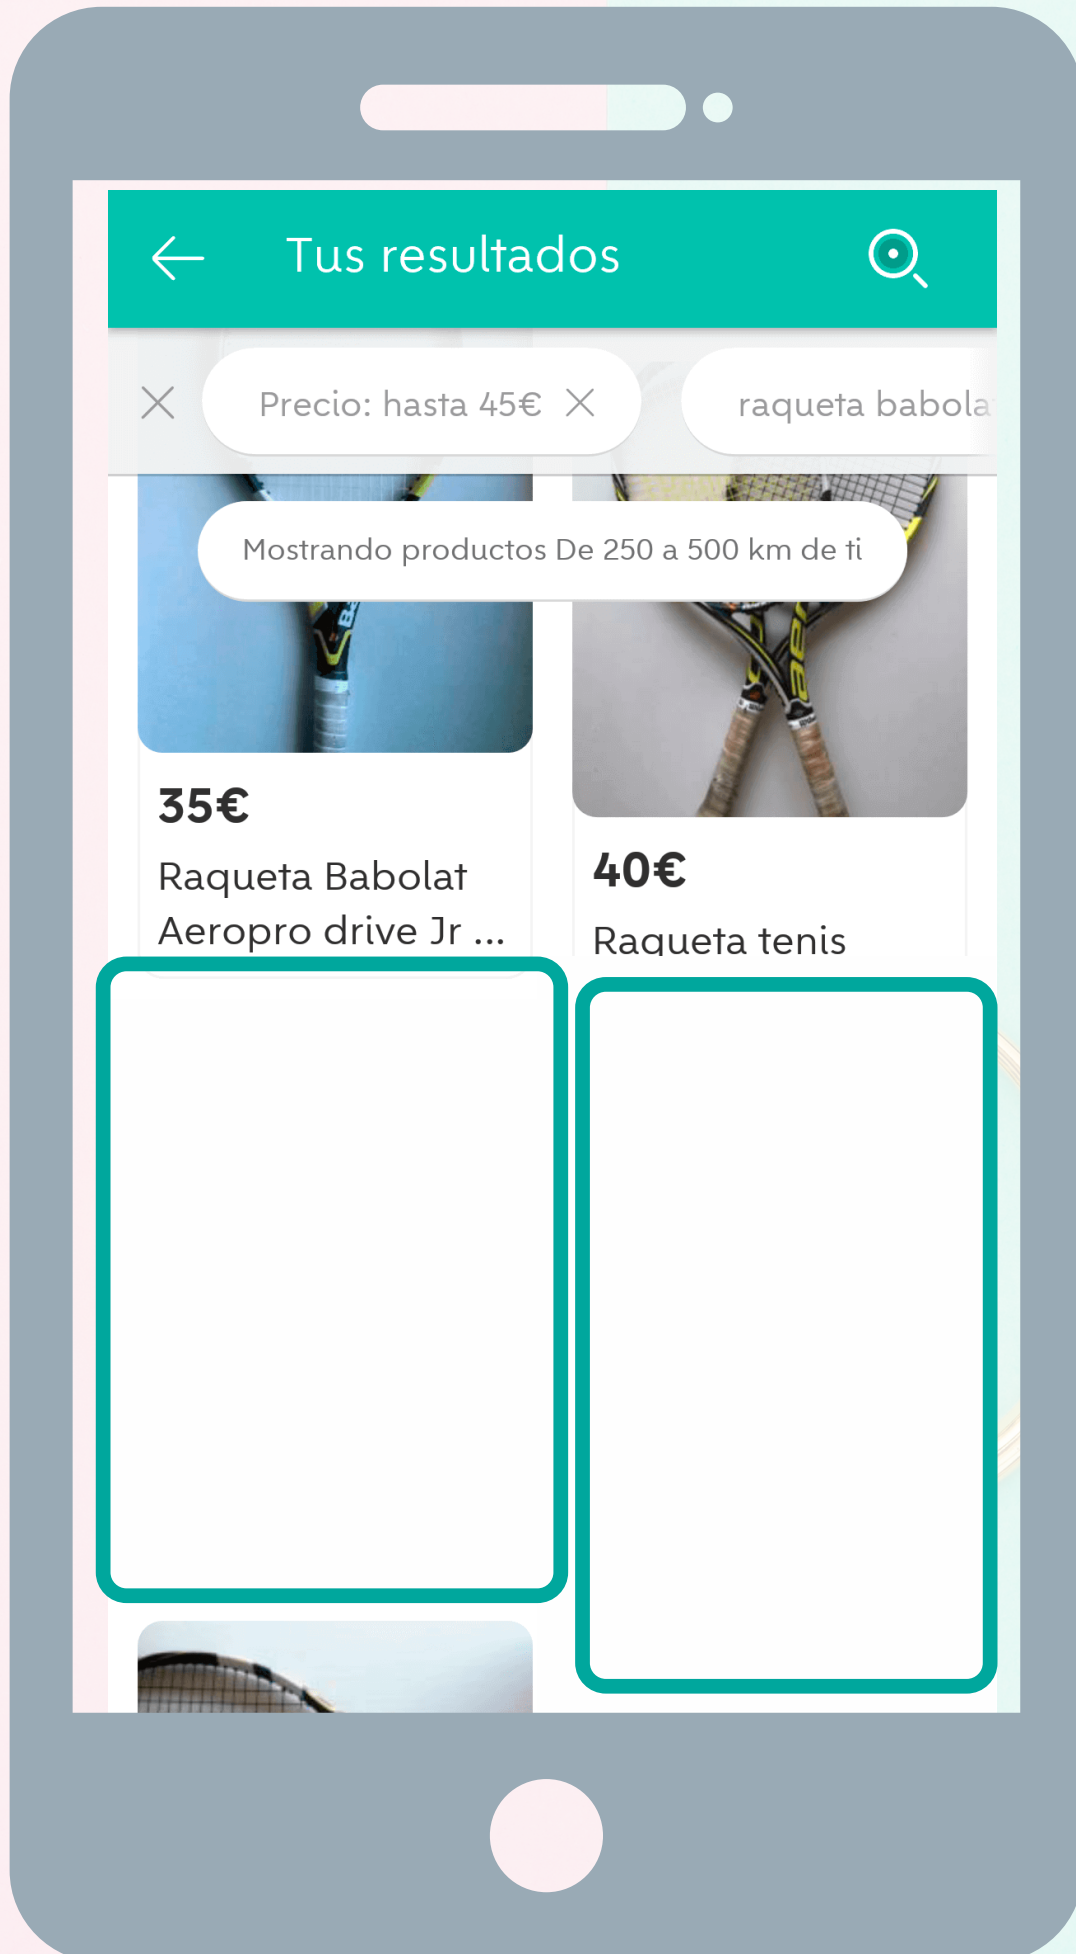 Tus resultados
Precio: hasta 45€
raqueta babola
Mostrando productos De 250 a 500 km de ti
35€
Raqueta Babolat
Aeropro drive Jr ...
40€
Raqueta tenis